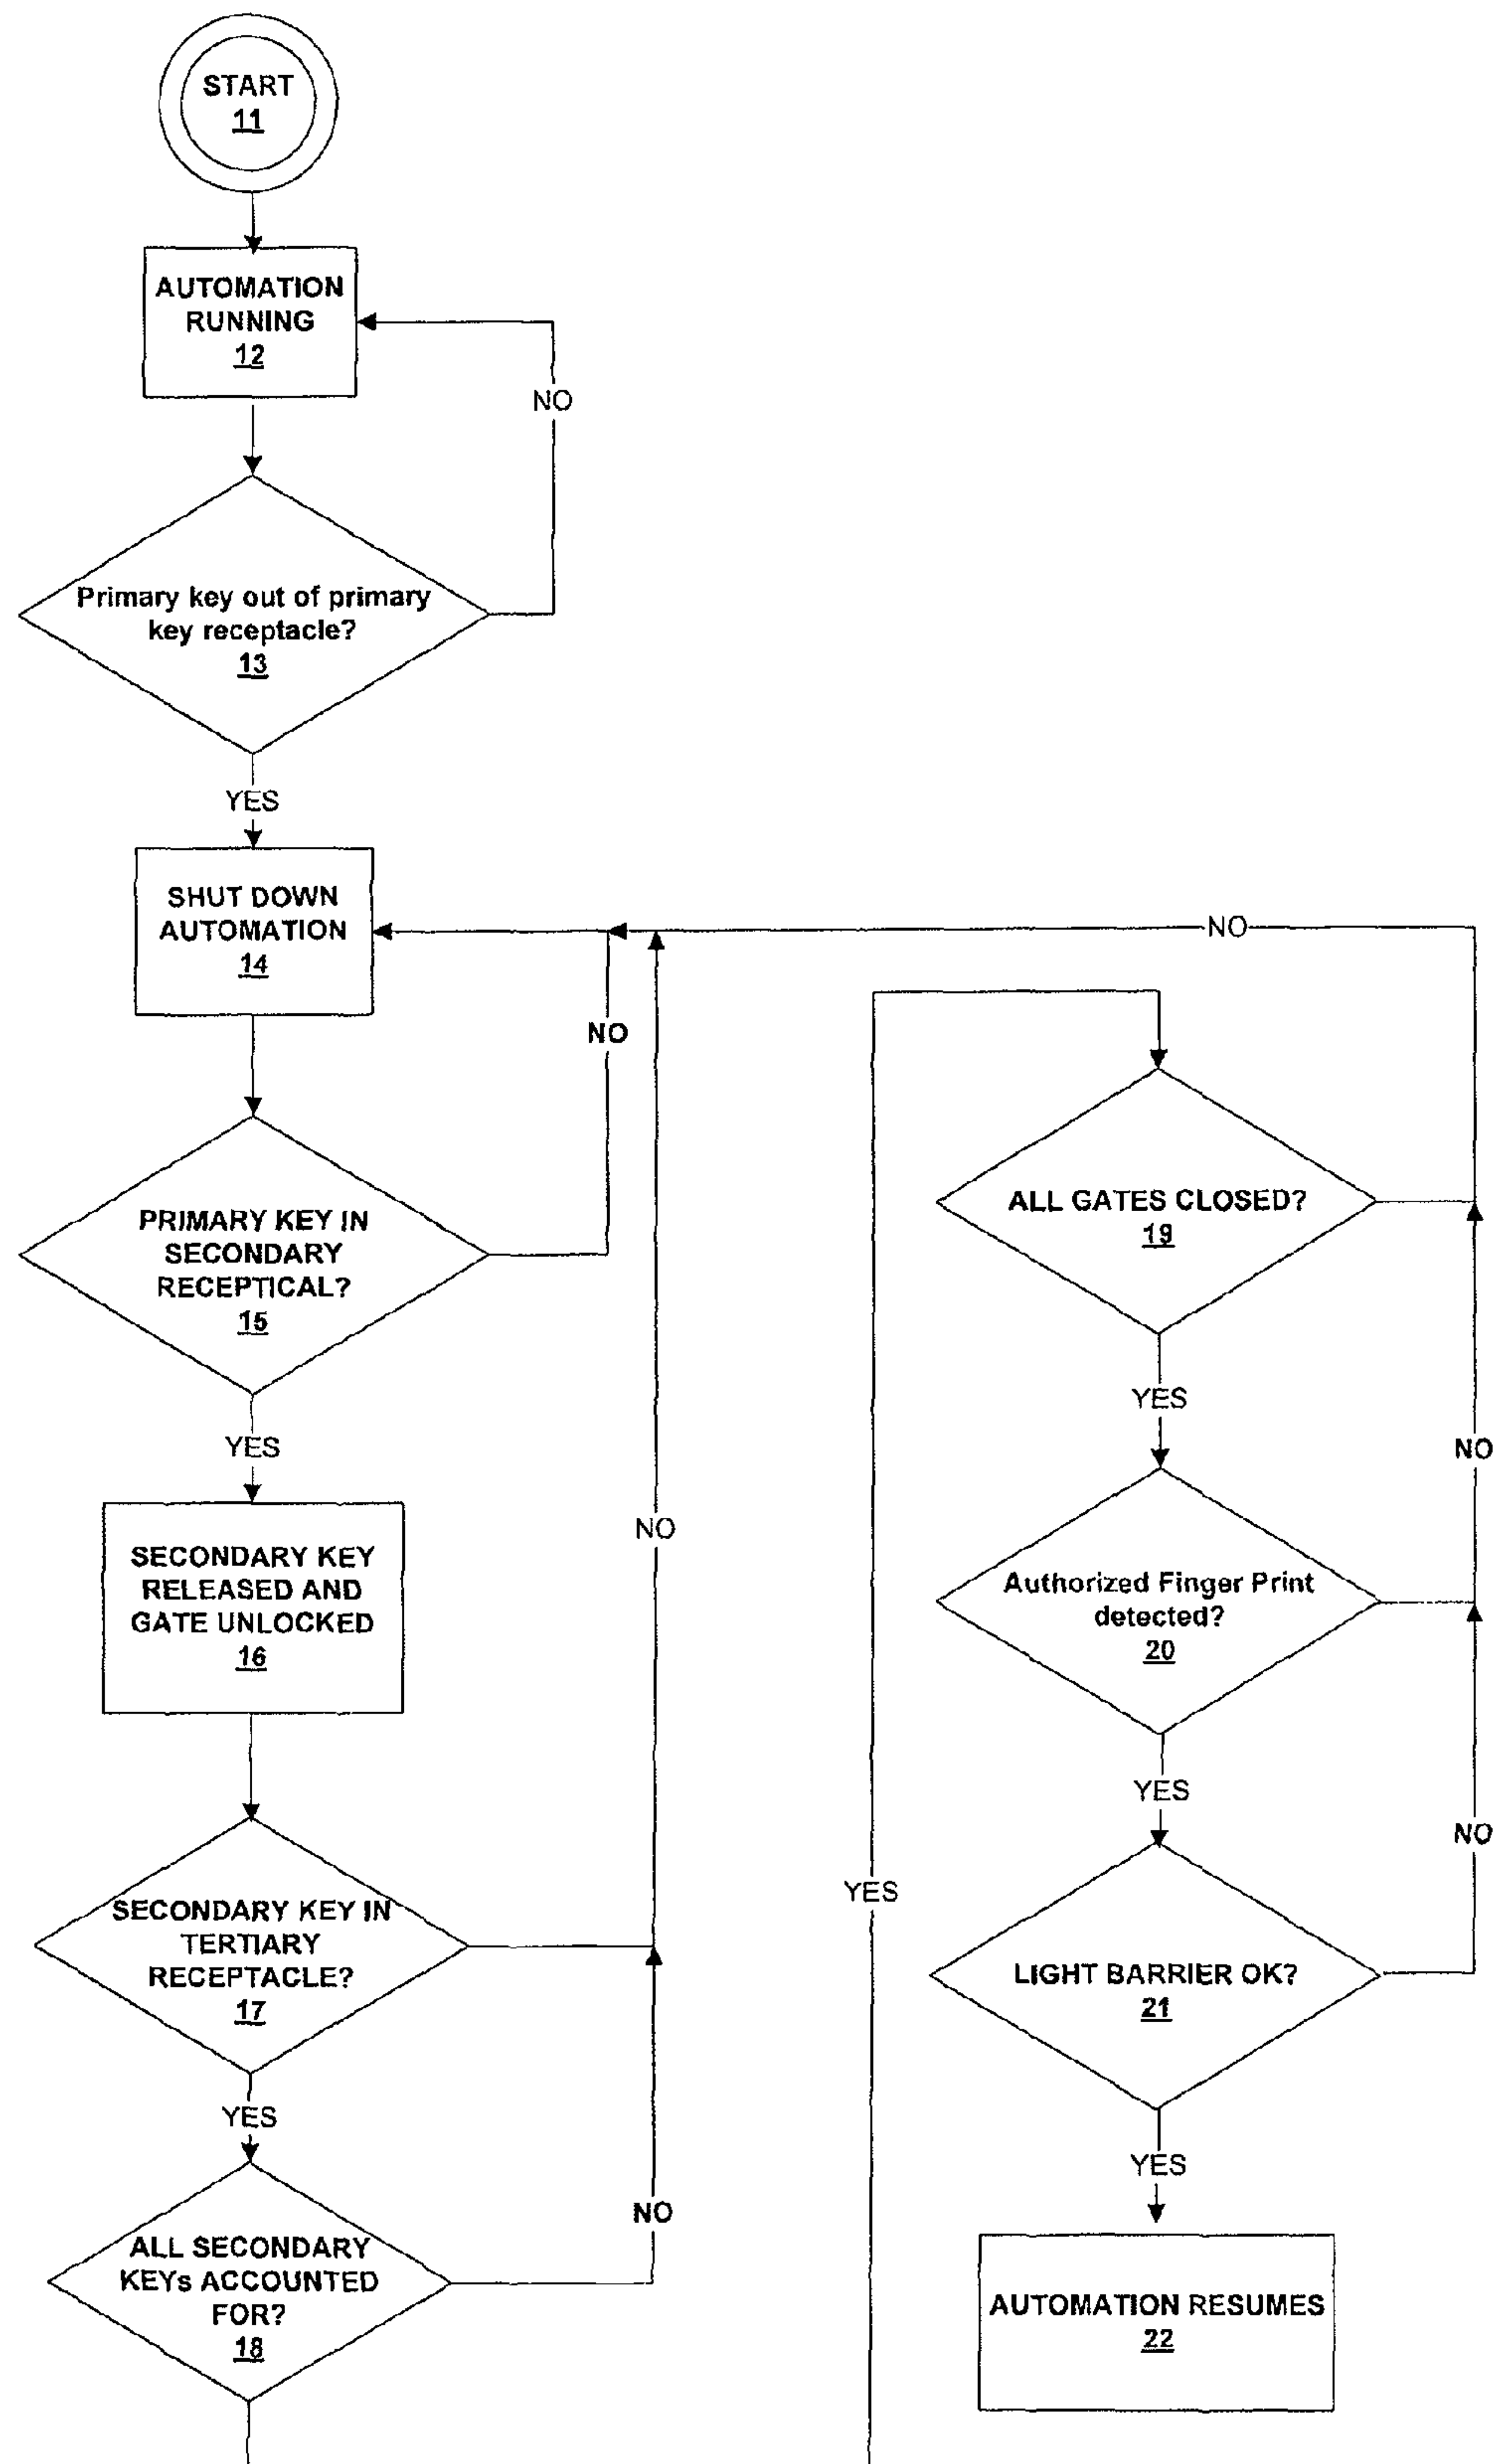 START
11
AUTOMATION
RUNNING
12
NO
Primary key out of primary
key receptacle?
13
YES
SHUT DOWN
AUTOMATION
14
NO
NO
PRIMARY KEY IN
SECONDARY
RECEPTICAL?
15
YES
SECONDARY KEY
RELEASED AND
GATE UNLOCKED
16
NO
SECONDARY KEY IN
TERTIARY
RECEPTACLE?
17
YES
ALL SECONDARY
KEYs ACCOUNTED
FOR?
18
NO
YES
ALL GATES CLOSED?
19
YES
NO
Authorized Finger Print
detected?
20
YES
NO
LIGHT BARRIER OK?
21
YES
AUTOMATION RESUMES
22